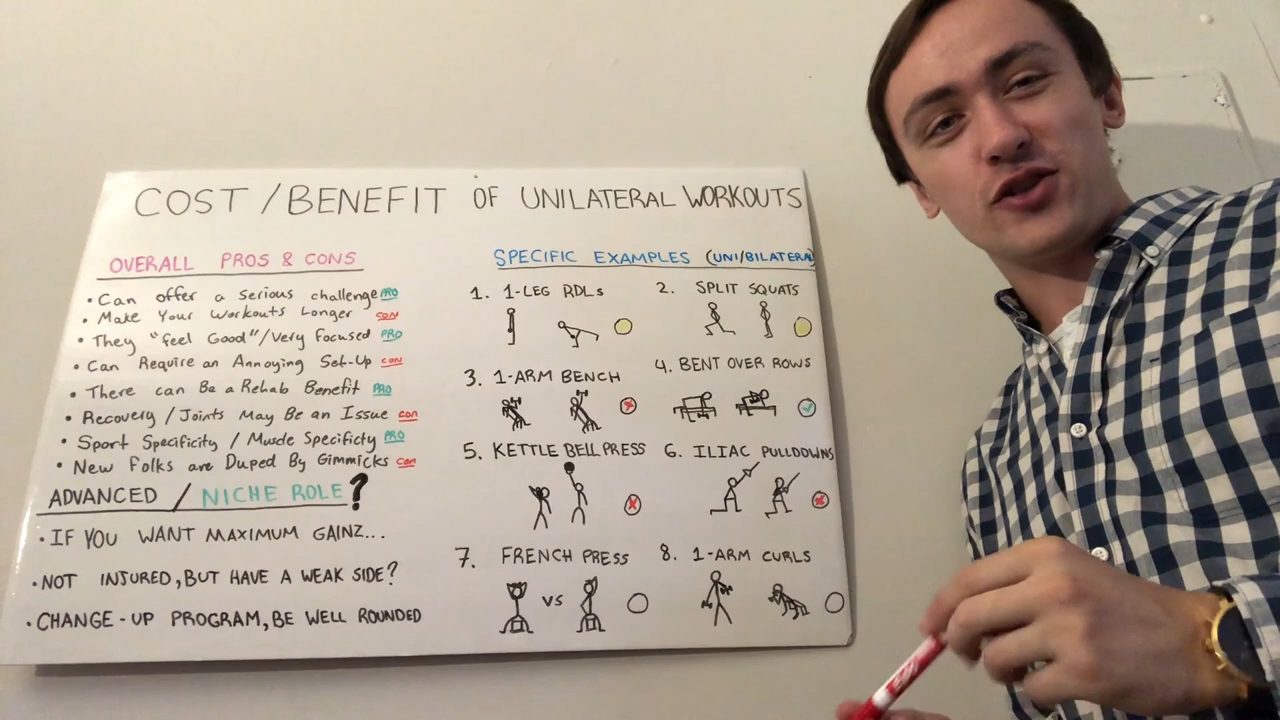 COST/BENEFIT OF UNILATERAL WORKOUTS
OVERALL PROS & CONS
• Can offer a serious challenge PRO
• Make Your Workouts Longer CON
• They "feel Good"/Very Focused PRO
• Can Require an Annoying Set-Up CON
• There can Be a Rehab Benefit PRO
• Recovery / Joints May Be an Issue con
• Sport Specificity / Muscle Specificty PRO
• New Folks are Duped By Gimmicks con
ADVANCED / NICHE ROLE?
• IF YOU WANT MAXIMUM GAINZ...
• NOT INJURED, BUT HAVE A WEAK SIDE?
• CHANGE-UP PROGRAM, BE WELL ROUNDED
SPECIFIC EXAMPLES (UNI/BILATERAL)
1. 1-LEG RDLs
2. SPLIT SQUATS
3. 1-ARM BENCH
4. BENT OVER ROWS
5. KETTLE BELL PRESS
6. ILIAC PULLDOWNS
7. FRENCH PRESS
VS
8. 1-ARM CURLS